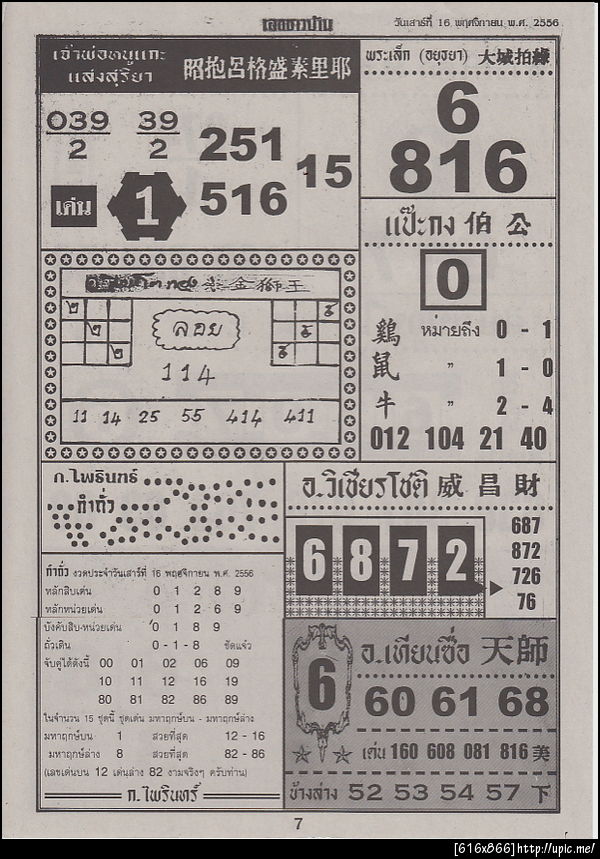 เลขชาวบ้าน
วันเสาร์ที่ 16 พฤศจิกายน พ.ศ. 2556
เจ้าพ่อหนูแกะ
แสงสุริยา
昭抱呂格盛素里耶
039 39
2 2
251
516
15
เด่น 1
พระเล็ก (อยุธยา) 大城拍綠
6
816
แป๊ะกง 伯公
0
鷄 หมายถึง 0 - 1
鼠 " 1 - 0
牛 " 2 - 4
012 104 21 40
金獅王
๒
๒
๒
ลอย
114
11 14 25 55 414 411
ก.ไพรินทร์
กำถั่ว
อ.วิเชียรโชติ 威昌財
6 8 7 2
687
872
726
76
กำถั่ว งวดประจำวันเสาร์ที่ 16 พฤศจิกายน พ.ศ. 2556
หลักสิบเด่น 0 1 2 8 9
หลักหน่วยเด่น 0 1 2 6 9
บังคับสิบ-หน่วยเด่น 0 1 8 9
ถั่วเดิน 0 - 1 - 8 ชัดแจ๋ว
จับคู่ได้ดังนี้ 00 01 02 06 09
10 11 12 16 19
80 81 82 86 89
ในจำนวน 15 ชุดนี้ ชุดเด่น มหาฤกษ์บน - มหาฤกษ์ล่าง
มหาฤกษ์บน 1 สวยที่สุด 12 - 16
มหาฤกษ์ล่าง 8 สวยที่สุด 82 - 86
(เลขเด่นบน 12 เด่นล่าง 82 งามจริงๆ ครับท่าน)
ก.ไพรินทร์
6
อ.เทียนซือ 天師
60 61 68
เด่น 160 608 081 816 美
ข้างล่าง 52 53 54 57 下
7
[616x866]http://upic.me/